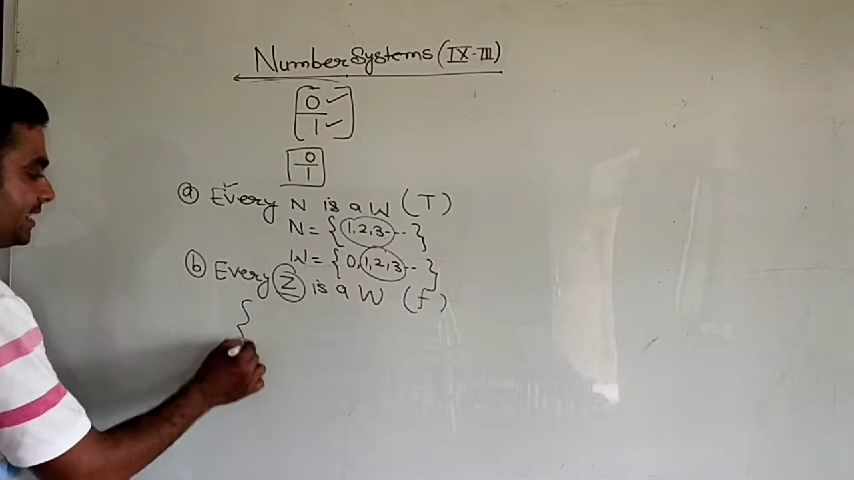 Number Systems (IX-III)
0 ✓
1 ✓
0
1
(a) Every N is a W (T)
N = {1,2,3--··}
W = {0,1,2,3-·· }
(b) Every Z is a W (f)
{